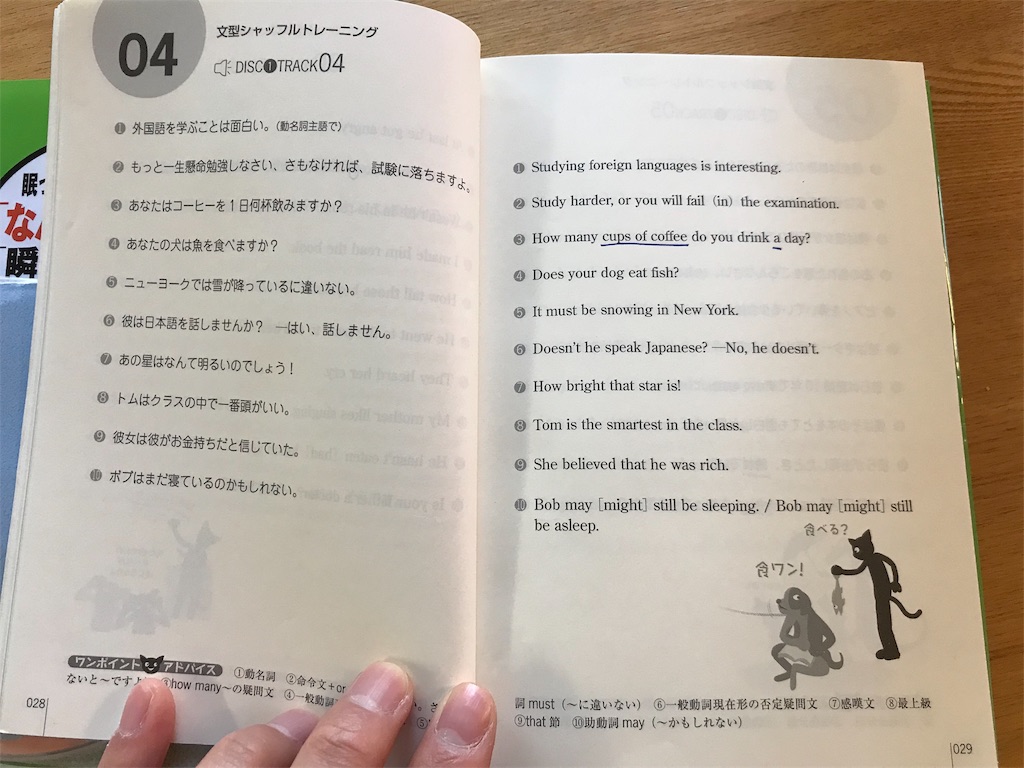 04
文型シャッフルトレーニング
DISC❶TRACK04
❶ 外国語を学ぶことは面白い。（動名詞主語で）
❷ もっと一生懸命勉強しなさい、さもなければ、試験に落ちますよ。
❸ あなたはコーヒーを１日何杯飲みますか？
❹ あなたの犬は魚を食べますか？
❺ ニューヨークでは雪が降っているに違いない。
❻ 彼は日本語を話しませんか？ ―はい、話しません。
❼ あの星はなんて明るいのでしょう！
❽ トムはクラスの中で一番頭がいい。
❾ 彼女は彼がお金持ちだと信じていた。
❿ ボブはまだ寝ているのかもしれない。
ワンポイントアドバイス
①動名詞 ②命令文+or
ないと～ですよ
③how many～の疑問文 ④一般動詞
028
❶ Studying foreign languages is interesting.
❷ Study harder, or you will fail (in) the examination.
❸ How many cups of coffee do you drink a day?
❹ Does your dog eat fish?
❺ It must be snowing in New York.
❻ Doesn't he speak Japanese? —No, he doesn't.
❼ How bright that star is!
❽ Tom is the smartest in the class.
❾ She believed that he was rich.
❿ Bob may [might] still be sleeping. / Bob may [might] still
be asleep.
食べる？
食ワン！
詞 must（～に違いない） ⑥一般動詞現在形の否定疑問文 ⑦感嘆文 ⑧最上級
⑨that 節 ⑩助動詞 may（～かもしれない）
029